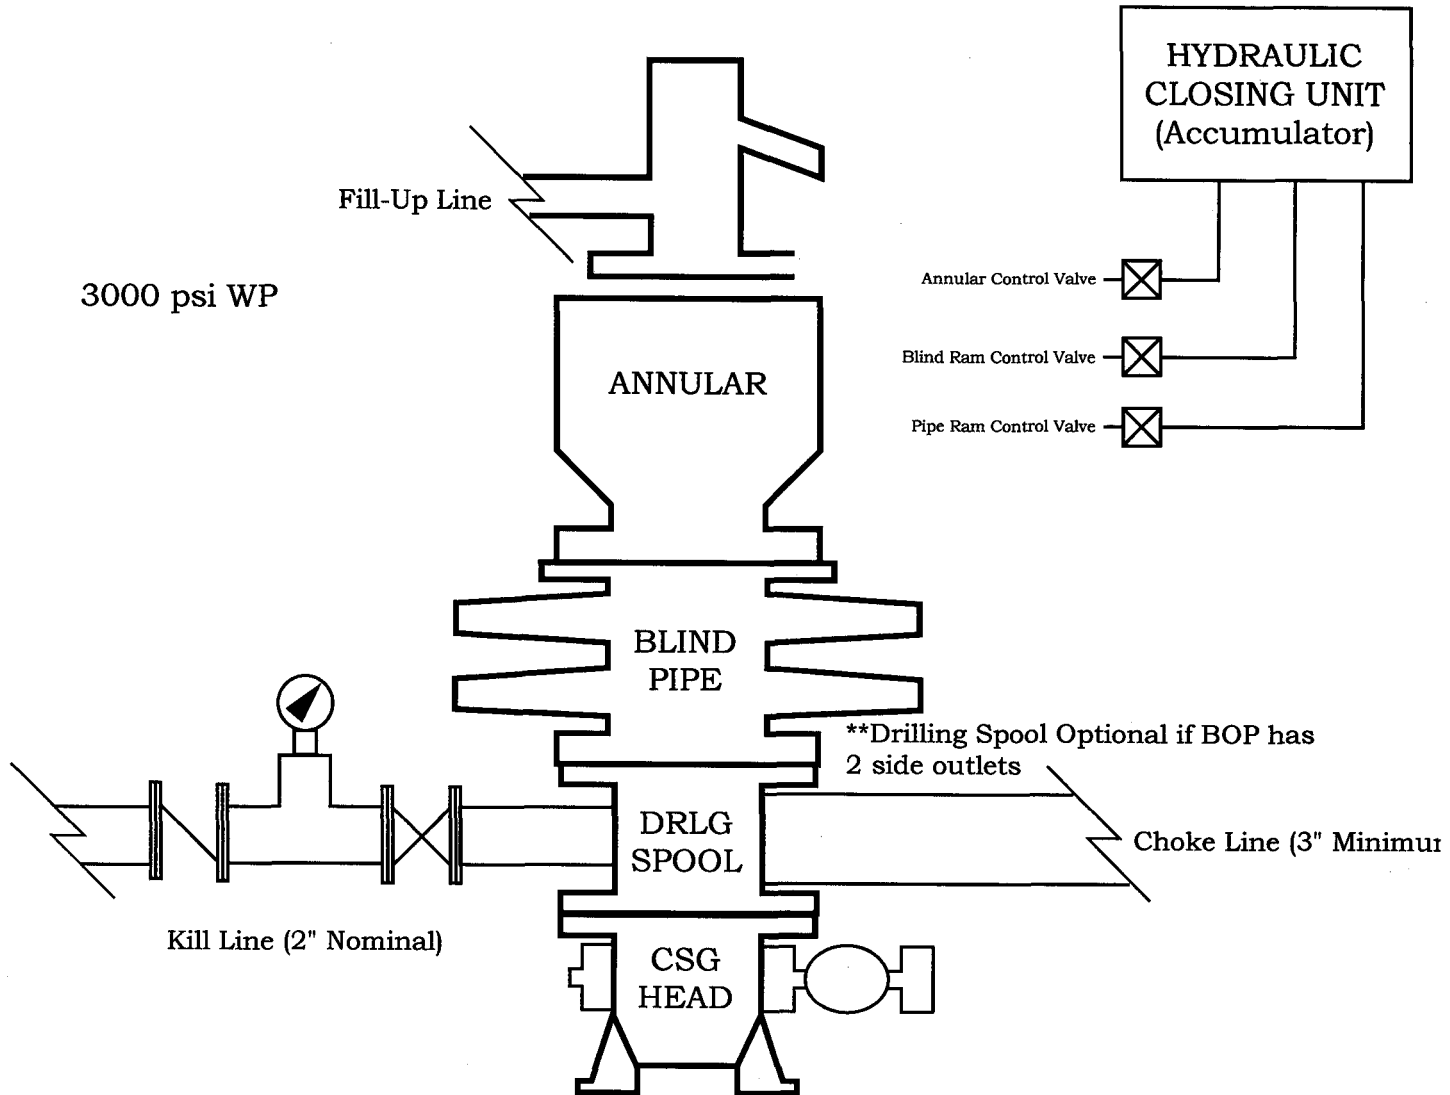 HYDRAULIC
CLOSING UNIT
(Accumulator)
Fill-Up Line
3000 psi WP
Annular Control Valve
Blind Ram Control Valve
Pipe Ram Control Valve
ANNULAR
BLIND
PIPE
**Drilling Spool Optional if BOP has
2 side outlets
DRLG
SPOOL
Choke Line (3" Minimu
Kill Line (2" Nominal)
CSG
HEAD